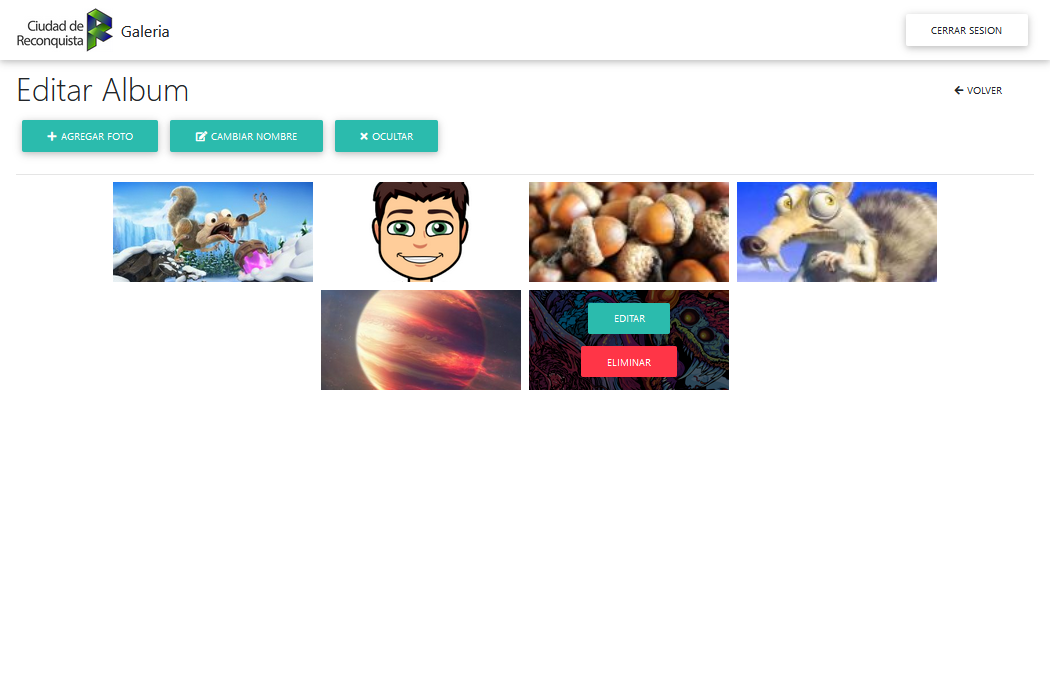 Ciudad de
Reconquista
Galeria
CERRAR SESION
Editar Album
VOLVER
AGREGAR FOTO
CAMBIAR NOMBRE
OCULTAR
EDITAR
ELIMINAR